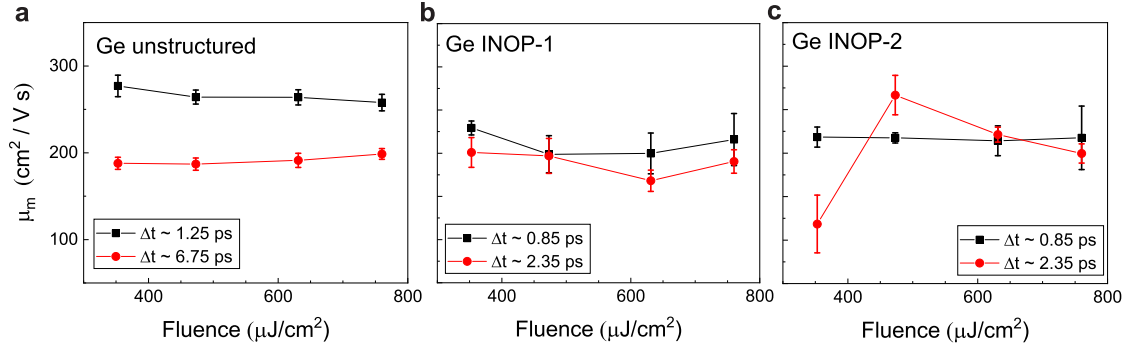 a
Ge unstructured
300
200
100
μm (cm2 / V s)
Δt ~ 1.25 ps
Δt ~ 6.75 ps
400
600
800
Fluence (μJ/cm2)
b
Ge INOP-1
Δt ~ 0.85 ps
Δt ~ 2.35 ps
400
600
800
Fluence (μJ/cm2)
c
Ge INOP-2
Δt ~ 0.85 ps
Δt ~ 2.35 ps
400
600
800
Fluence (μJ/cm2)